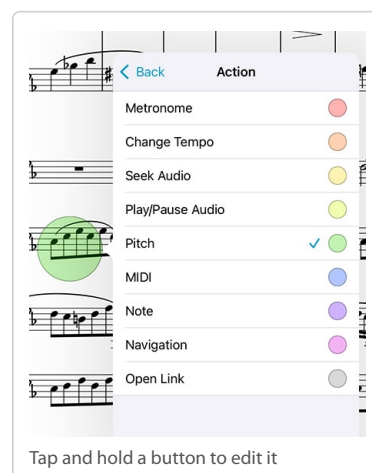 Back
Action
Metronome
Change Tempo
Seek Audio
Play/Pause Audio
Pitch
MIDI
Note
Navigation
Open Link
Tap and hold a button to edit it